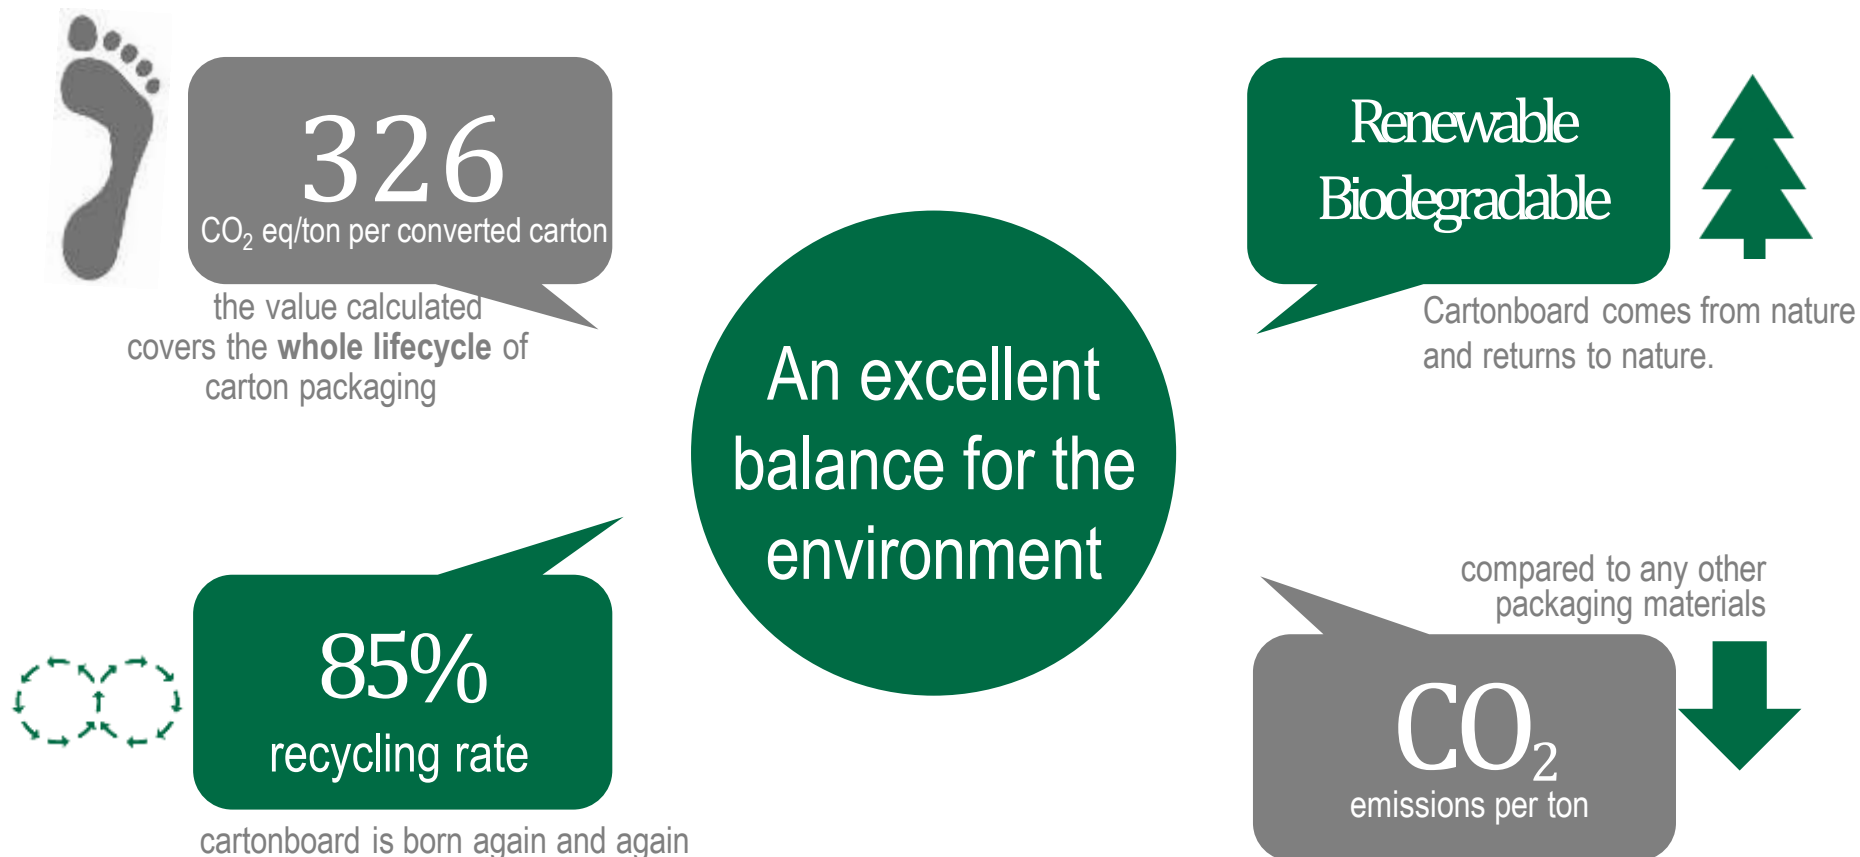 326
CO₂ eq/ton per converted carton
the value calculated
covers the whole lifecycle of
carton packaging
Renewable
Biodegradable
Cartonboard comes from nature
and returns to nature.
An excellent
balance for the
environment
85%
recycling rate
cartonboard is born again and again
compared to any other
packaging materials
CO₂
emissions per ton